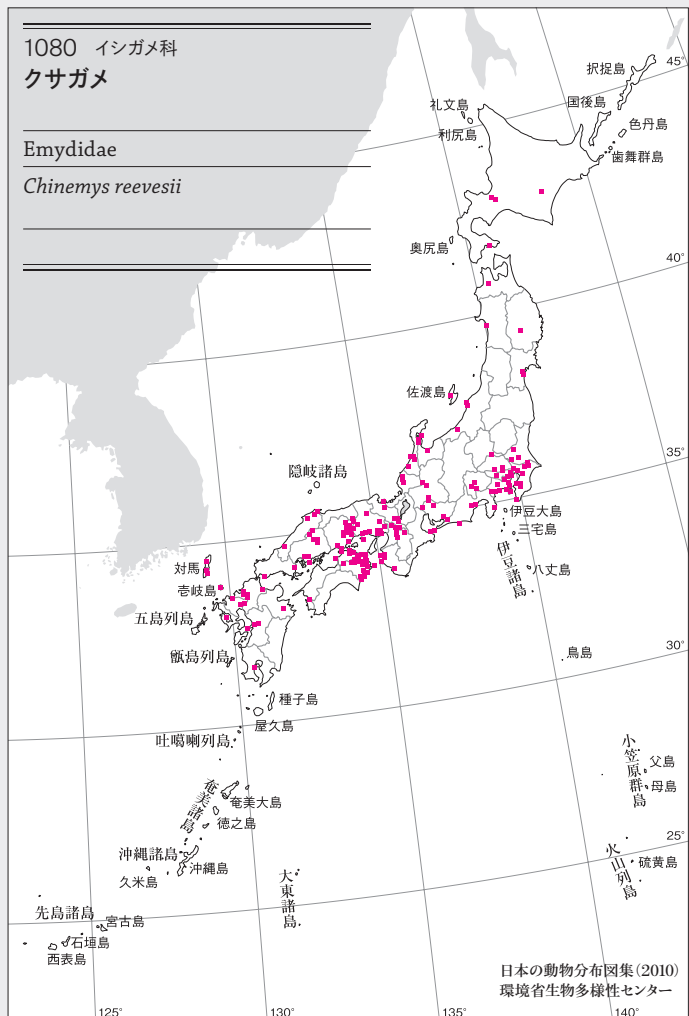 1080 イシガメ科
クサガメ
Emydidae
Chinemys reevesii
45°
択捉島
礼文島
国後島
色丹島
利尻島
歯舞群島
奥尻島
40°
佐渡島
35°
隠岐諸島
伊豆大島
三宅島
伊豆諸島
八丈島
対馬
壱岐島
五島列島
甑島列島
鳥島
30°
種子島
屋久島
吐噶喇列島
小笠原群島
父島
母島
奄美諸島
奄美大島
徳之島
25°
沖縄諸島
沖縄島
久米島
大東諸島
火山列島
硫黄島
先島諸島
宮古島
石垣島
西表島
日本の動物分布図集(2010)
環境省生物多様性センター
125°
130°
135°
140°